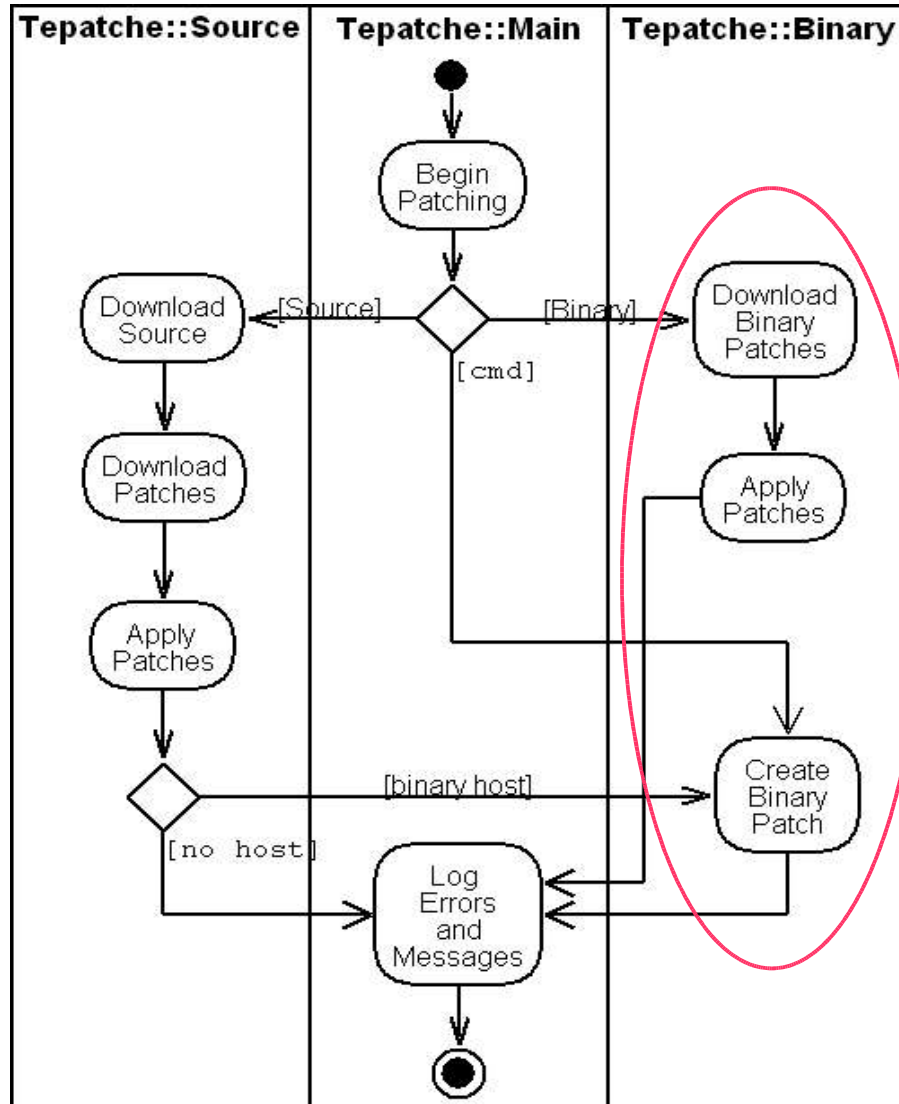 Tepatche::Source
Tepatche::Main
Tepatche::Binary
Begin
Patching
[Source]
[Binary]
[cmd]
Download
Source
Download
Binary
Patches
Download
Patches
Apply
Patches
Apply
Patches
[binary host]
Create
Binary
Patch
[no host]
Log
Errors
and
Messages